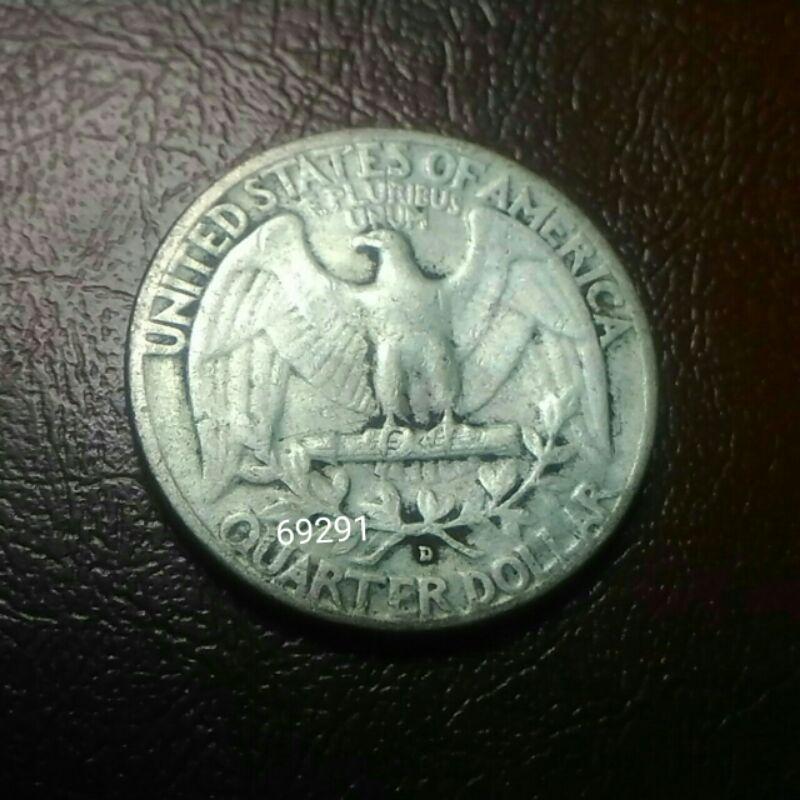 UNITED STATES OF AMERICA
E PLURIBUS
UNUM
69291
D
QUARTER DOLLAR